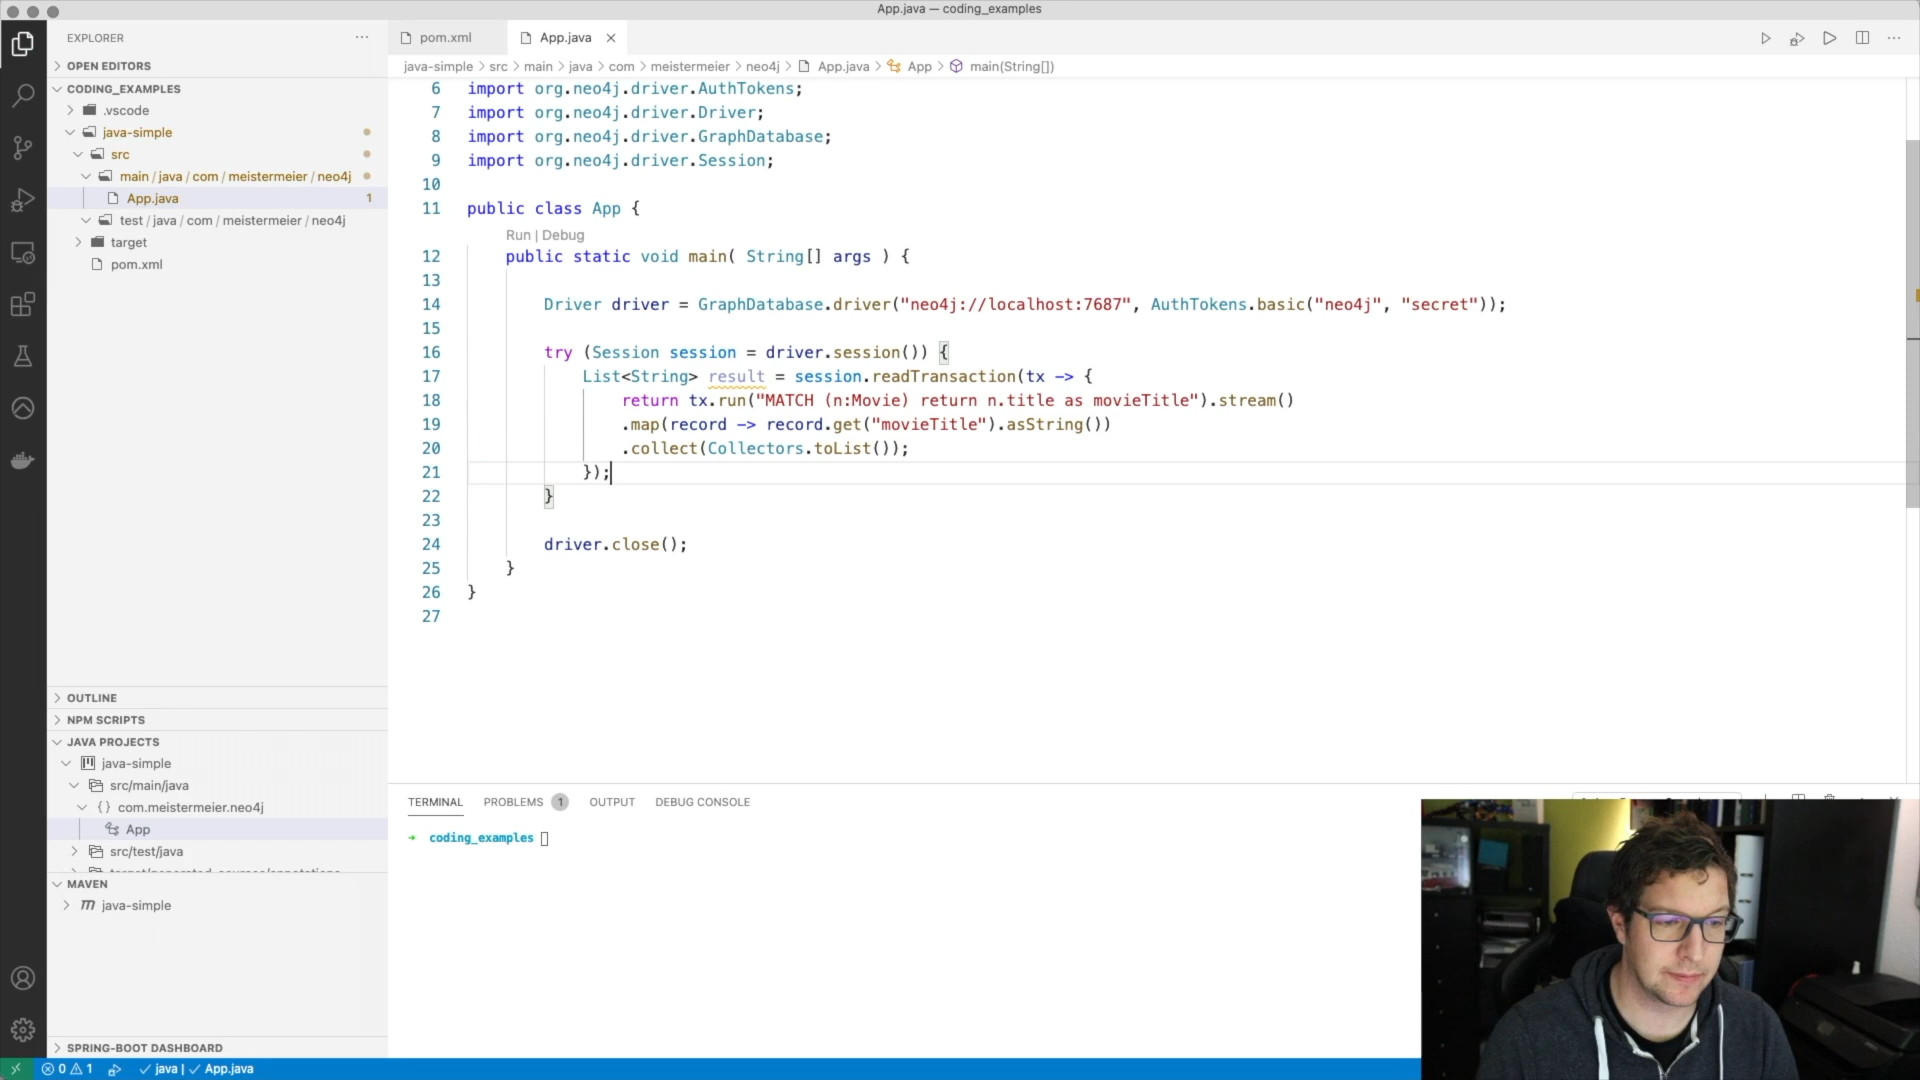 App.java — coding_examples
EXPLORER
OPEN EDITORS
CODING_EXAMPLES
.vscode
java-simple
src
main / java / com / meistermeier / neo4j
App.java 1
test / java / com / meistermeier / neo4j
target
pom.xml
OUTLINE
NPM SCRIPTS
JAVA PROJECTS
java-simple
src/main/java
{} com.meistermeier.neo4j
App
src/test/java
MAVEN
java-simple
SPRING-BOOT DASHBOARD
pom.xml
App.java
java-simple > src > main > java > com > meistermeier > neo4j > App.java > App > main(String[])
6 import org.neo4j.driver.AuthTokens;
7 import org.neo4j.driver.Driver;
8 import org.neo4j.driver.GraphDatabase;
9 import org.neo4j.driver.Session;
10
11 public class App {
Run | Debug
12 public static void main( String[] args ) {
13
14 Driver driver = GraphDatabase.driver("neo4j://localhost:7687", AuthTokens.basic("neo4j", "secret"));
15
16 try (Session session = driver.session()) {
17 List<String> result = session.readTransaction(tx -> {
18 return tx.run("MATCH (n:Movie) return n.title as movieTitle").stream()
19 .map(record -> record.get("movieTitle").asString())
20 .collect(Collectors.toList());
21 });
22 }
23
24 driver.close();
25 }
26 }
27
TERMINAL PROBLEMS 1 OUTPUT DEBUG CONSOLE
coding_examples
0 1 java | App.java